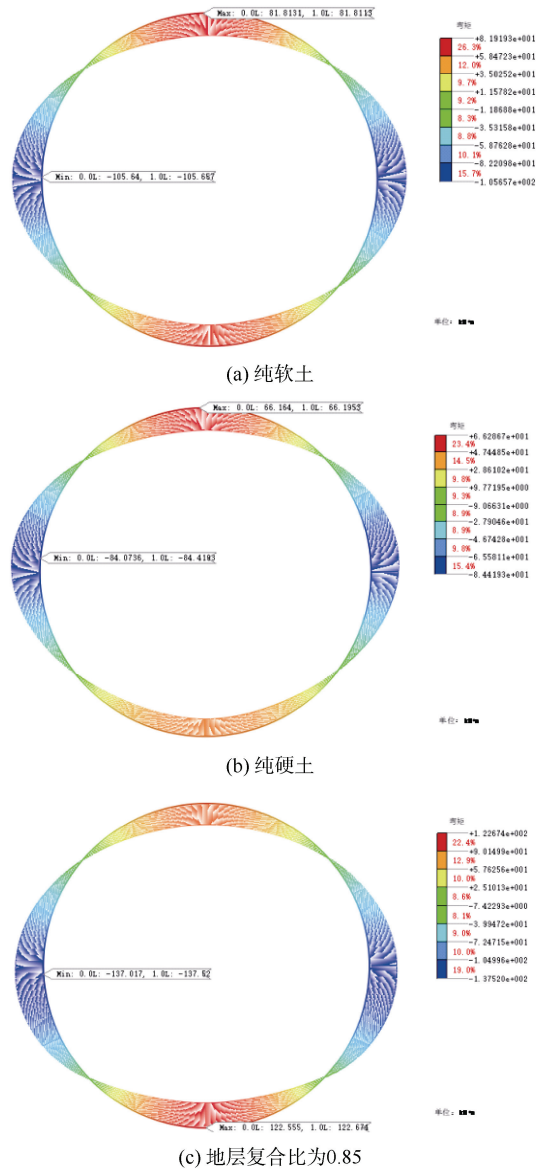 Max: 0.0L: 81.8131, 1.0L: 81.8113
弯矩
+8.19193e+001
26.3%
+5.84723e+001
12.0%
+3.50252e+001
9.7%
+1.15782e+001
9.2%
-1.18688e+001
8.3%
-3.53158e+001
8.8%
-5.87628e+001
10.1%
-8.22098e+001
15.7%
-1.05657e+002
Min: 0.0L: -105.64, 1.0L: -105.657
单位:
(a) 纯软土
Max: 0.0L: 66.164, 1.0L: 66.1953
弯矩
+6.62867e+001
23.4%
+4.74485e+001
14.5%
+2.86102e+001
9.8%
+9.77195e+000
9.3%
-9.06631e+000
8.9%
-2.79046e+001
8.9%
-4.67428e+001
9.8%
-6.55811e+001
15.4%
-8.44193e+001
Min: 0.0L: -84.0736, 1.0L: -84.4193
单位:
(b) 纯硬土
弯矩
+1.22674e+002
22.4%
+9.01499e+001
12.9%
+5.76256e+001
10.0%
+2.51013e+001
8.6%
-7.42293e+000
8.1%
-3.99472e+001
9.0%
-7.24715e+001
10.0%
-1.04996e+002
19.0%
-1.37520e+002
Min: 0.0L: -137.017, 1.0L: -137.52
单位:
Max: 0.0L: 122.555, 1.0L: 122.674
(c) 地层复合比为0.85